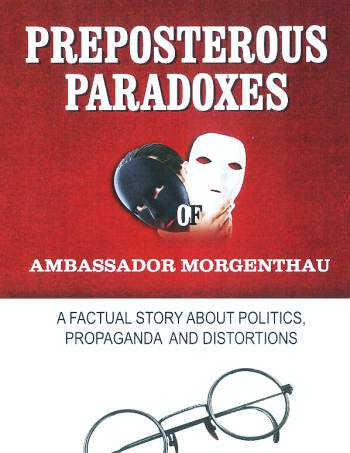 PREPOSTEROUS
PARADOXES
OF
AMBASSADOR MORGENTHAU
A FACTUAL STORY ABOUT POLITICS,
PROPAGANDA AND DISTORTIONS